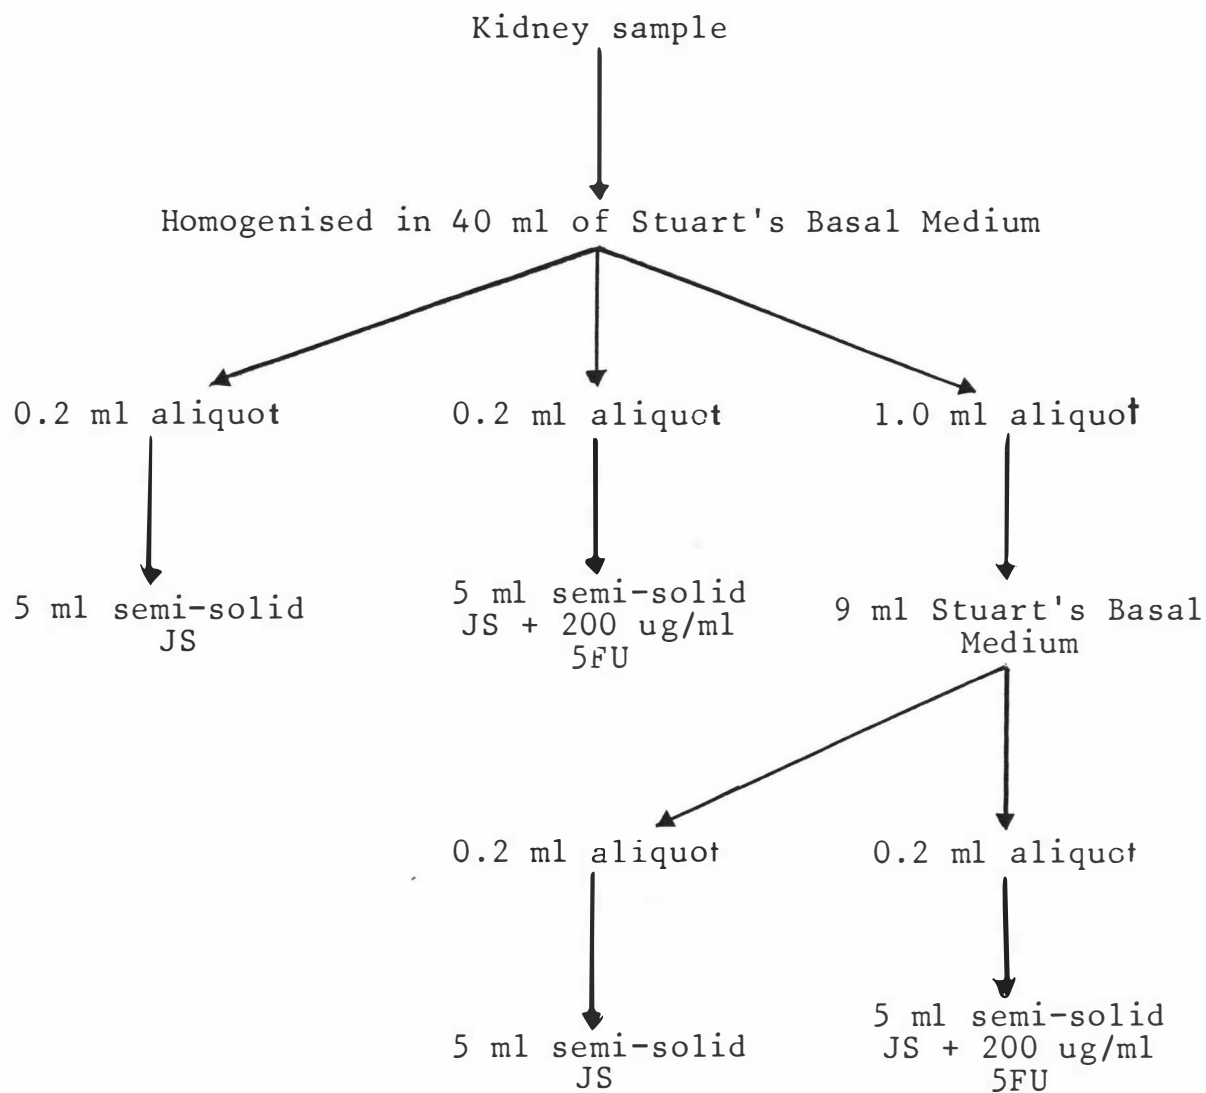 Kidney sample
Homogenised in 40 ml of Stuart's Basal Medium
0.2 ml aliquot
0.2 ml aliquot
1.0 ml aliquot
5 ml semi-solid
JS
5 ml semi-solid
JS + 200 ug/ml
5FU
9 ml Stuart's Basal
Medium
0.2 ml aliquot
0.2 ml aliquot
5 ml semi-solid
JS
5 ml semi-solid
JS + 200 ug/ml
5FU